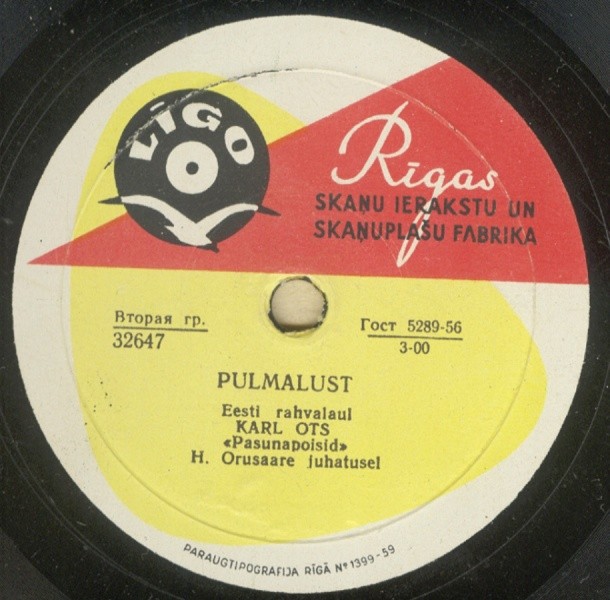 LĪGO
Rīgas
SKAŅU IERAKSTU UN
SKAŅUPLAŠU FABRIKA
Вторая гр.
32647
Гост 5289-56
3-00
PULMALUST
Eesti rahvalaul
KARL OTS
«Pasunapoisid»
H. Orusaare juhatusel
PARAUGTIPOGRAFIJA RĪGĀ Nº 1399-59